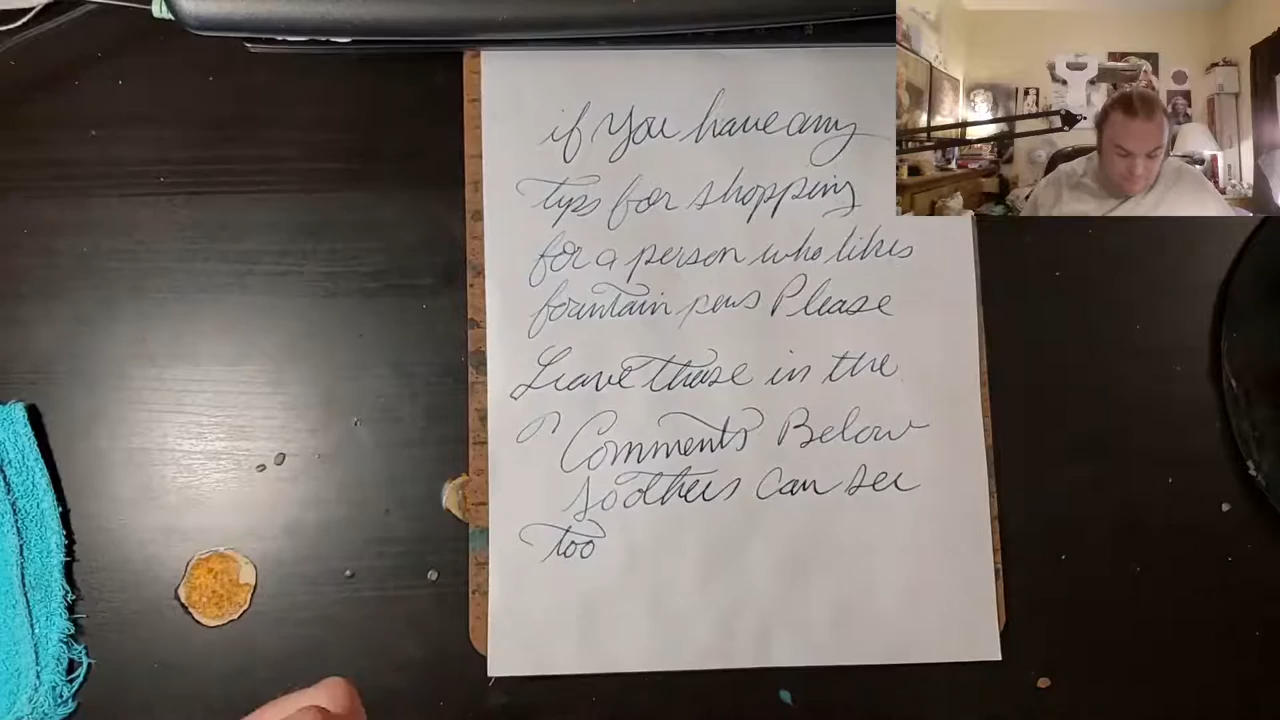 if You have any
tips for shopping
for a person who likes
fountain pens Please
Leave those in the
Comments Below
so others can see
too